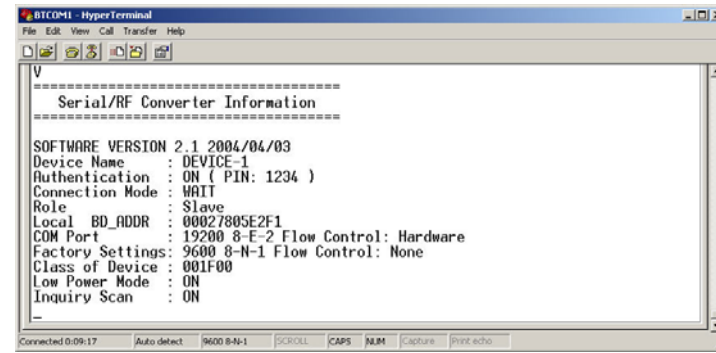 BTCOM1 - HyperTerminal
File Edit View Call Transfer Help
V
=====================================
Serial/RF Converter Information
=====================================
SOFTWARE VERSION 2.1 2004/04/03
Device Name : DEVICE-1
Authentication : ON ( PIN: 1234 )
Connection Mode : WAIT
Role : Slave
Local BD_ADDR : 00027805E2F1
COM Port : 19200 8-E-2 Flow Control: Hardware
Factory Settings: 9600 8-N-1 Flow Control: None
Class of Device : 001F00
Low Power Mode : ON
Inquiry Scan : ON
_
Connected 0:09:17 Auto detect 9600 8-N-1 SCROLL CAPS NUM Capture Print echo